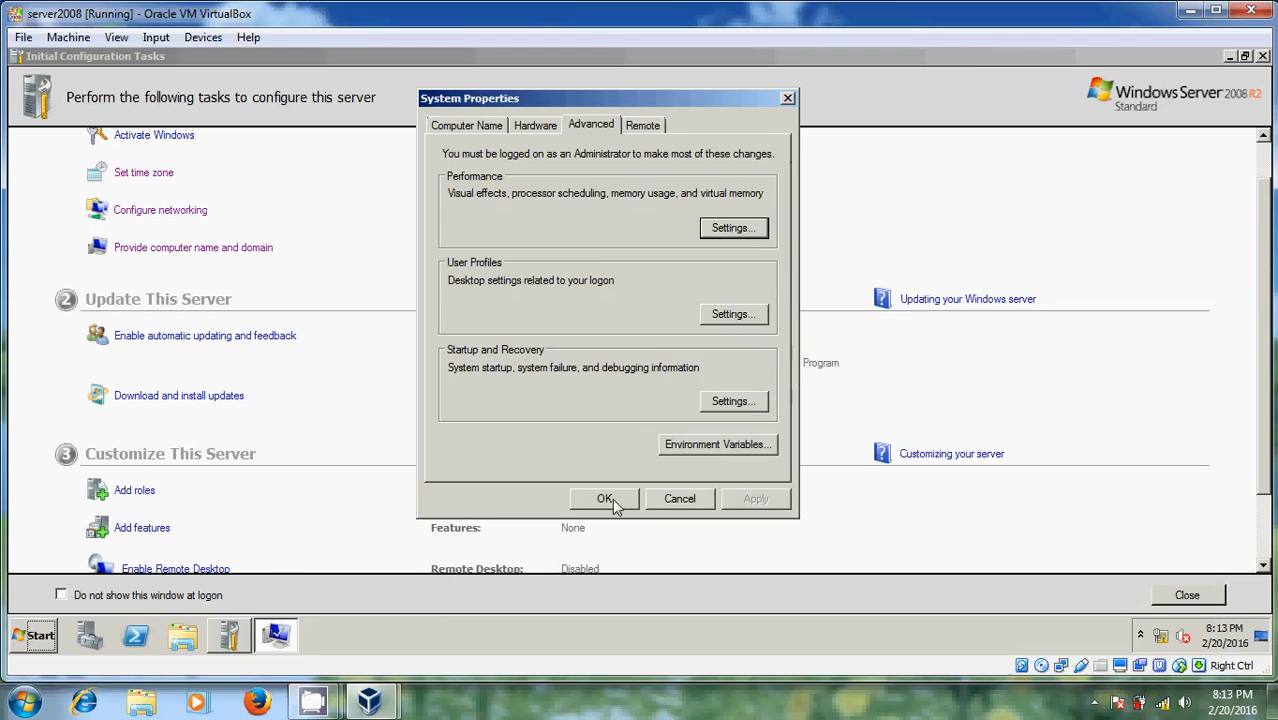 server2008 [Running] - Oracle VM VirtualBox
File Machine View Input Devices Help
Initial Configuration Tasks
Perform the following tasks to configure this server
Windows Server 2008 R2
Standard
System Properties
Computer Name Hardware Advanced Remote
You must be logged on as an Administrator to make most of these changes.
Performance
Visual effects, processor scheduling, memory usage, and virtual memory
Settings...
User Profiles
Desktop settings related to your logon
Settings...
Startup and Recovery
System startup, system failure, and debugging information
Settings...
Environment Variables...
OK Cancel Apply
Activate Windows
Set time zone
Configure networking
Provide computer name and domain
2 Update This Server
Updating your Windows server
Enable automatic updating and feedback
Program
Download and install updates
3 Customize This Server
Customizing your server
Add roles
Add features
Features: None
Enable Remote Desktop
Remote Desktop: Disabled
Do not show this window at logon
Close
Start
8:13 PM
2/20/2016
Right Ctrl
8:13 PM
2/20/2016